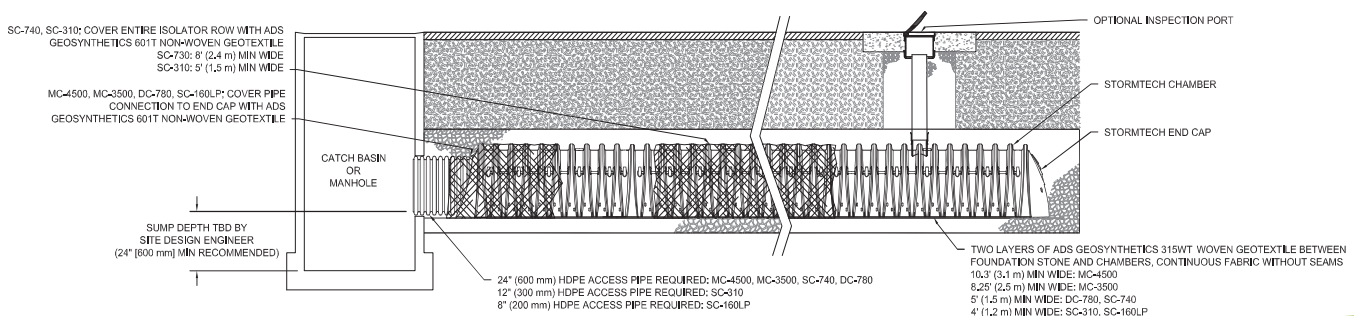 SC-740, SC-310: COVER ENTIRE ISOLATOR ROW WITH ADS
GEOSYNTHETICS 601T NON-WOVEN GEOTEXTILE
SC-730: 8' (2.4 m) MIN WIDE
SC-310: 5' (1.5 m) MIN WIDE
MC-4500, MC-3500, DC-780, SC-160LP: COVER PIPE
CONNECTION TO END CAP WITH ADS
GEOSYNTHETICS 601T NON-WOVEN GEOTEXTILE
CATCH BASIN
OR
MANHOLE
SUMP DEPTH TBD BY
SITE DESIGN ENGINEER
(24" [600 mm] MIN RECOMMENDED)
24" (600 mm) HDPE ACCESS PIPE REQUIRED: MC-4500, MC-3500, SC-740, DC-780
12" (300 mm) HDPE ACCESS PIPE REQUIRED: SC-310
8" (200 mm) HDPE ACCESS PIPE REQUIRED: SC-160LP
OPTIONAL INSPECTION PORT
STORMTECH CHAMBER
STORMTECH END CAP
TWO LAYERS OF ADS GEOSYNTHETICS 315WT WOVEN GEOTEXTILE BETWEEN
FOUNDATION STONE AND CHAMBERS, CONTINUOUS FABRIC WITHOUT SEAMS
10.3' (3.1 m) MIN WIDE: MC-4500
8.25' (2.5 m) MIN WIDE: MC-3500
5' (1.5 m) MIN WIDE: DC-780, SC-740
4' (1.2 m) MIN WIDE: SC-310, SC-160LP